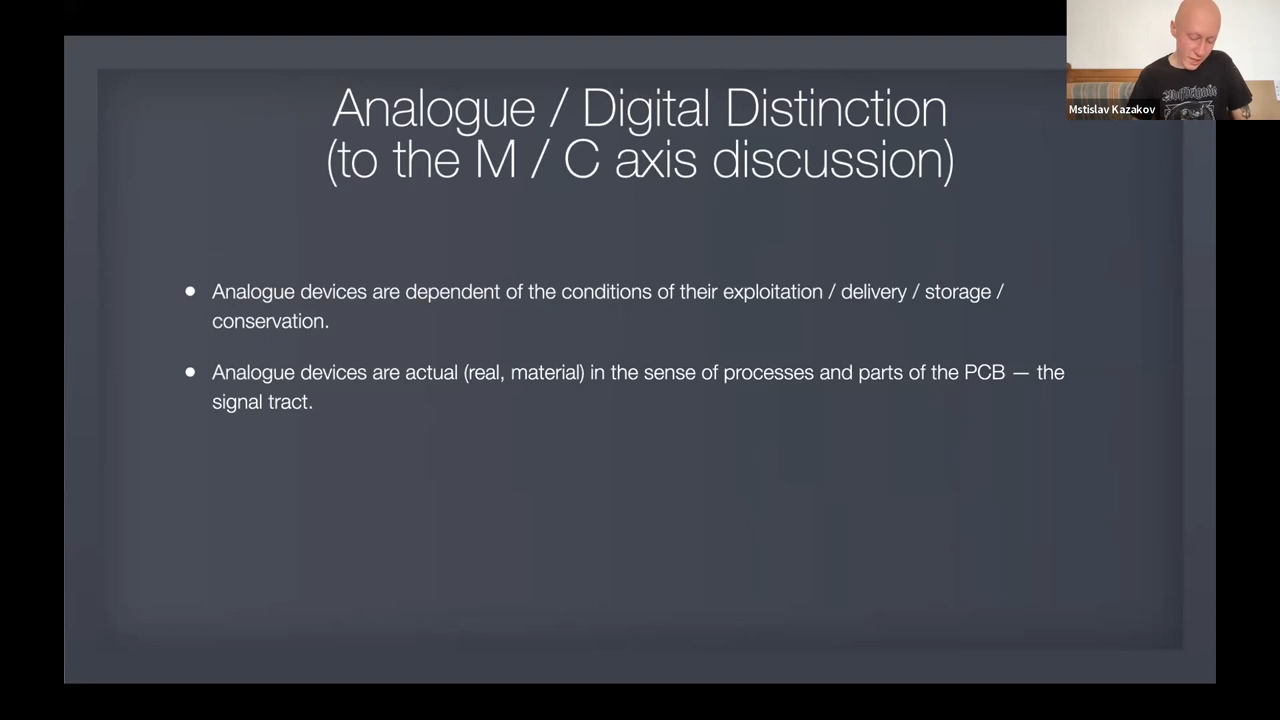 Analogue / Digital Distinction
(to the M / C axis discussion)
Mstislav Kazakov
• Analogue devices are dependent of the conditions of their exploitation / delivery / storage /
conservation.
• Analogue devices are actual (real, material) in the sense of processes and parts of the PCB — the
signal tract.